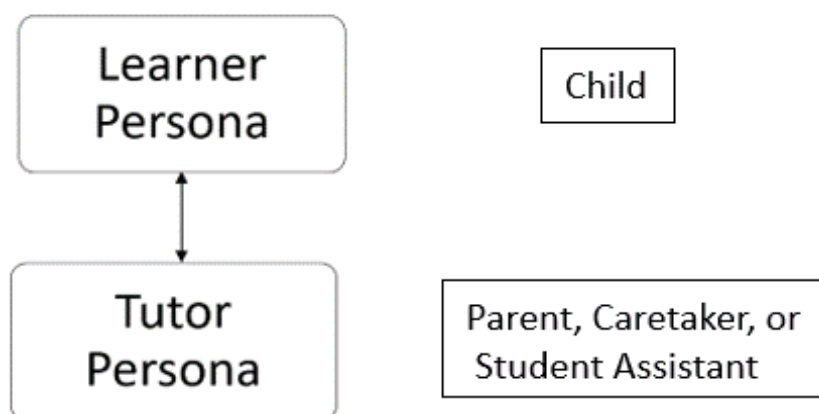 Learner
Persona
Child
Tutor
Persona
Parent, Caretaker, or
Student Assistant